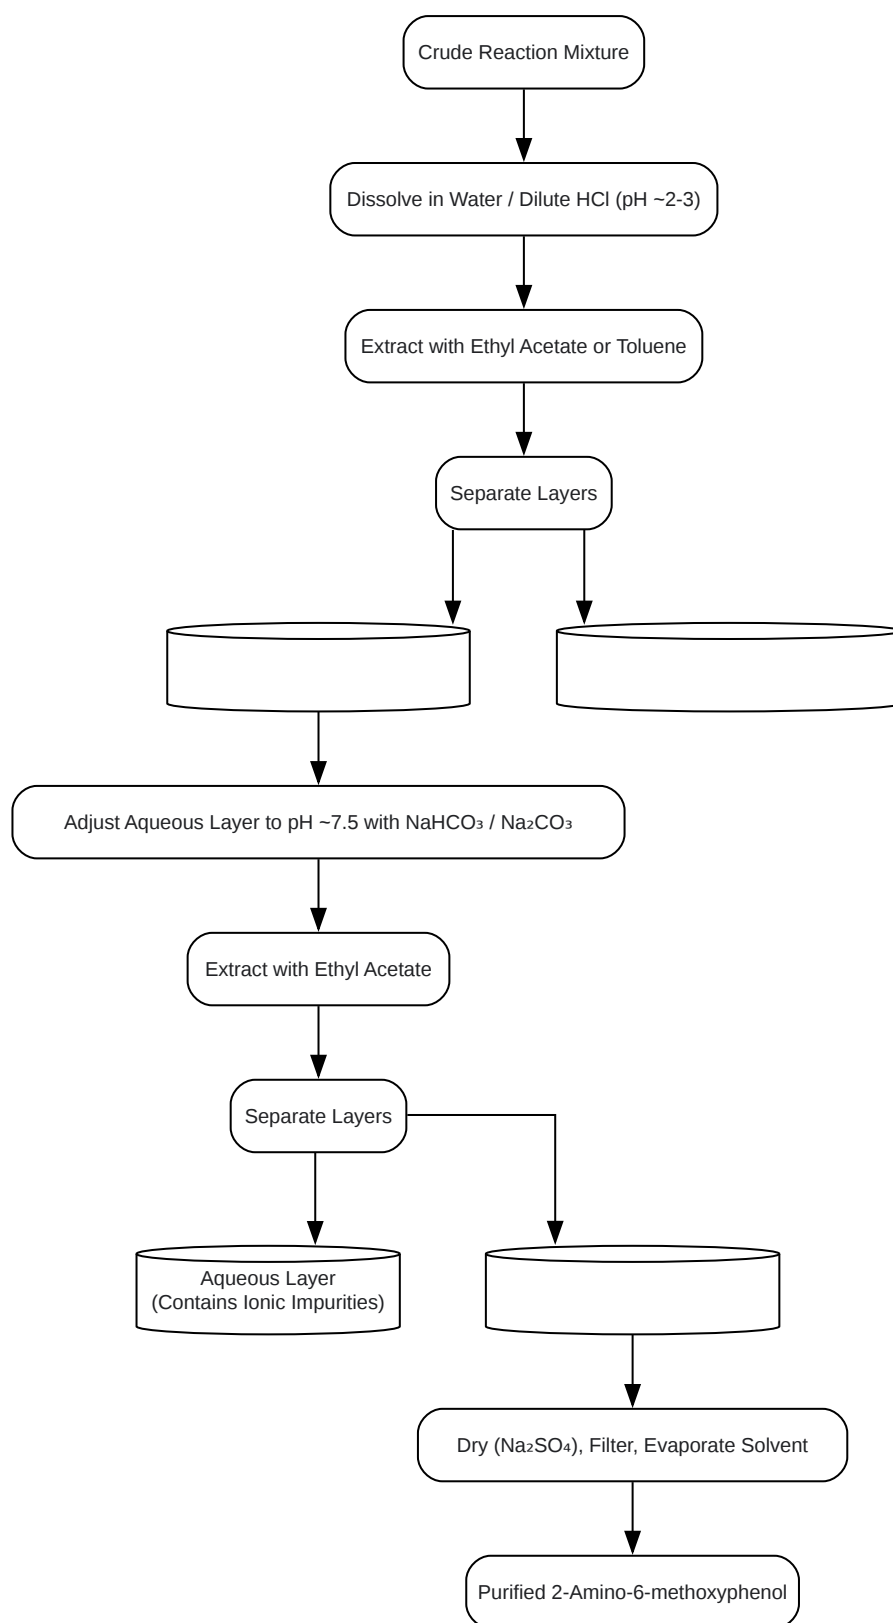 Crude Reaction Mixture
Dissolve in Water / Dilute HCl (pH ~2-3)
Extract with Ethyl Acetate or Toluene
Separate Layers
Adjust Aqueous Layer to pH ~7.5 with NaHCO₃ / Na₂CO₃
Extract with Ethyl Acetate
Separate Layers
Aqueous Layer
(Contains Ionic Impurities)
Dry (Na₂SO₄), Filter, Evaporate Solvent
Purified 2-Amino-6-methoxyphenol